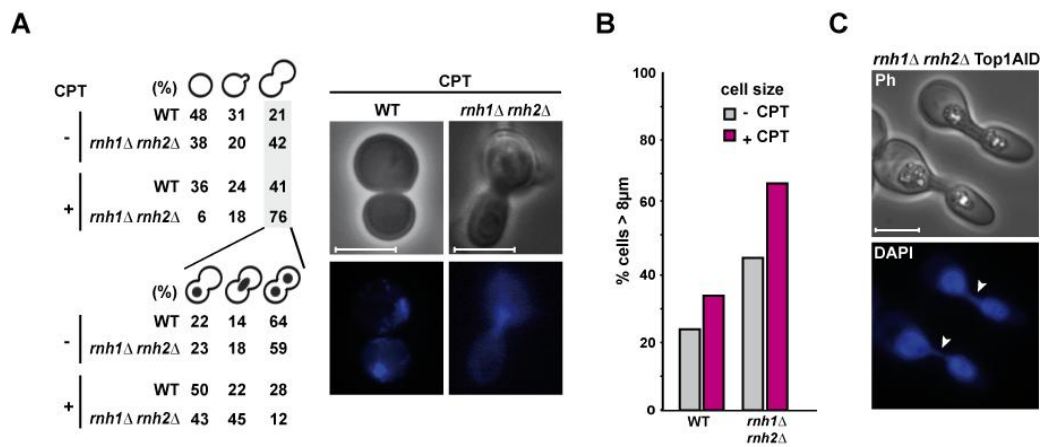 A
CPT
(%)
- WT 48 31 21
rnh1Δ rnh2Δ 38 20 42
+ WT 36 24 41
rnh1Δ rnh2Δ 6 18 76
(%)
- WT 22 14 64
rnh1Δ rnh2Δ 23 18 59
+ WT 50 22 28
rnh1Δ rnh2Δ 43 45 12
CPT
WT rnh1Δ rnh2Δ
B
% cells > 8μm
100
80
60
40
20
0
cell size
- CPT
+ CPT
WT rnh1Δ
rnh2Δ
C
rnh1Δ rnh2Δ Top1AID
Ph
DAPI